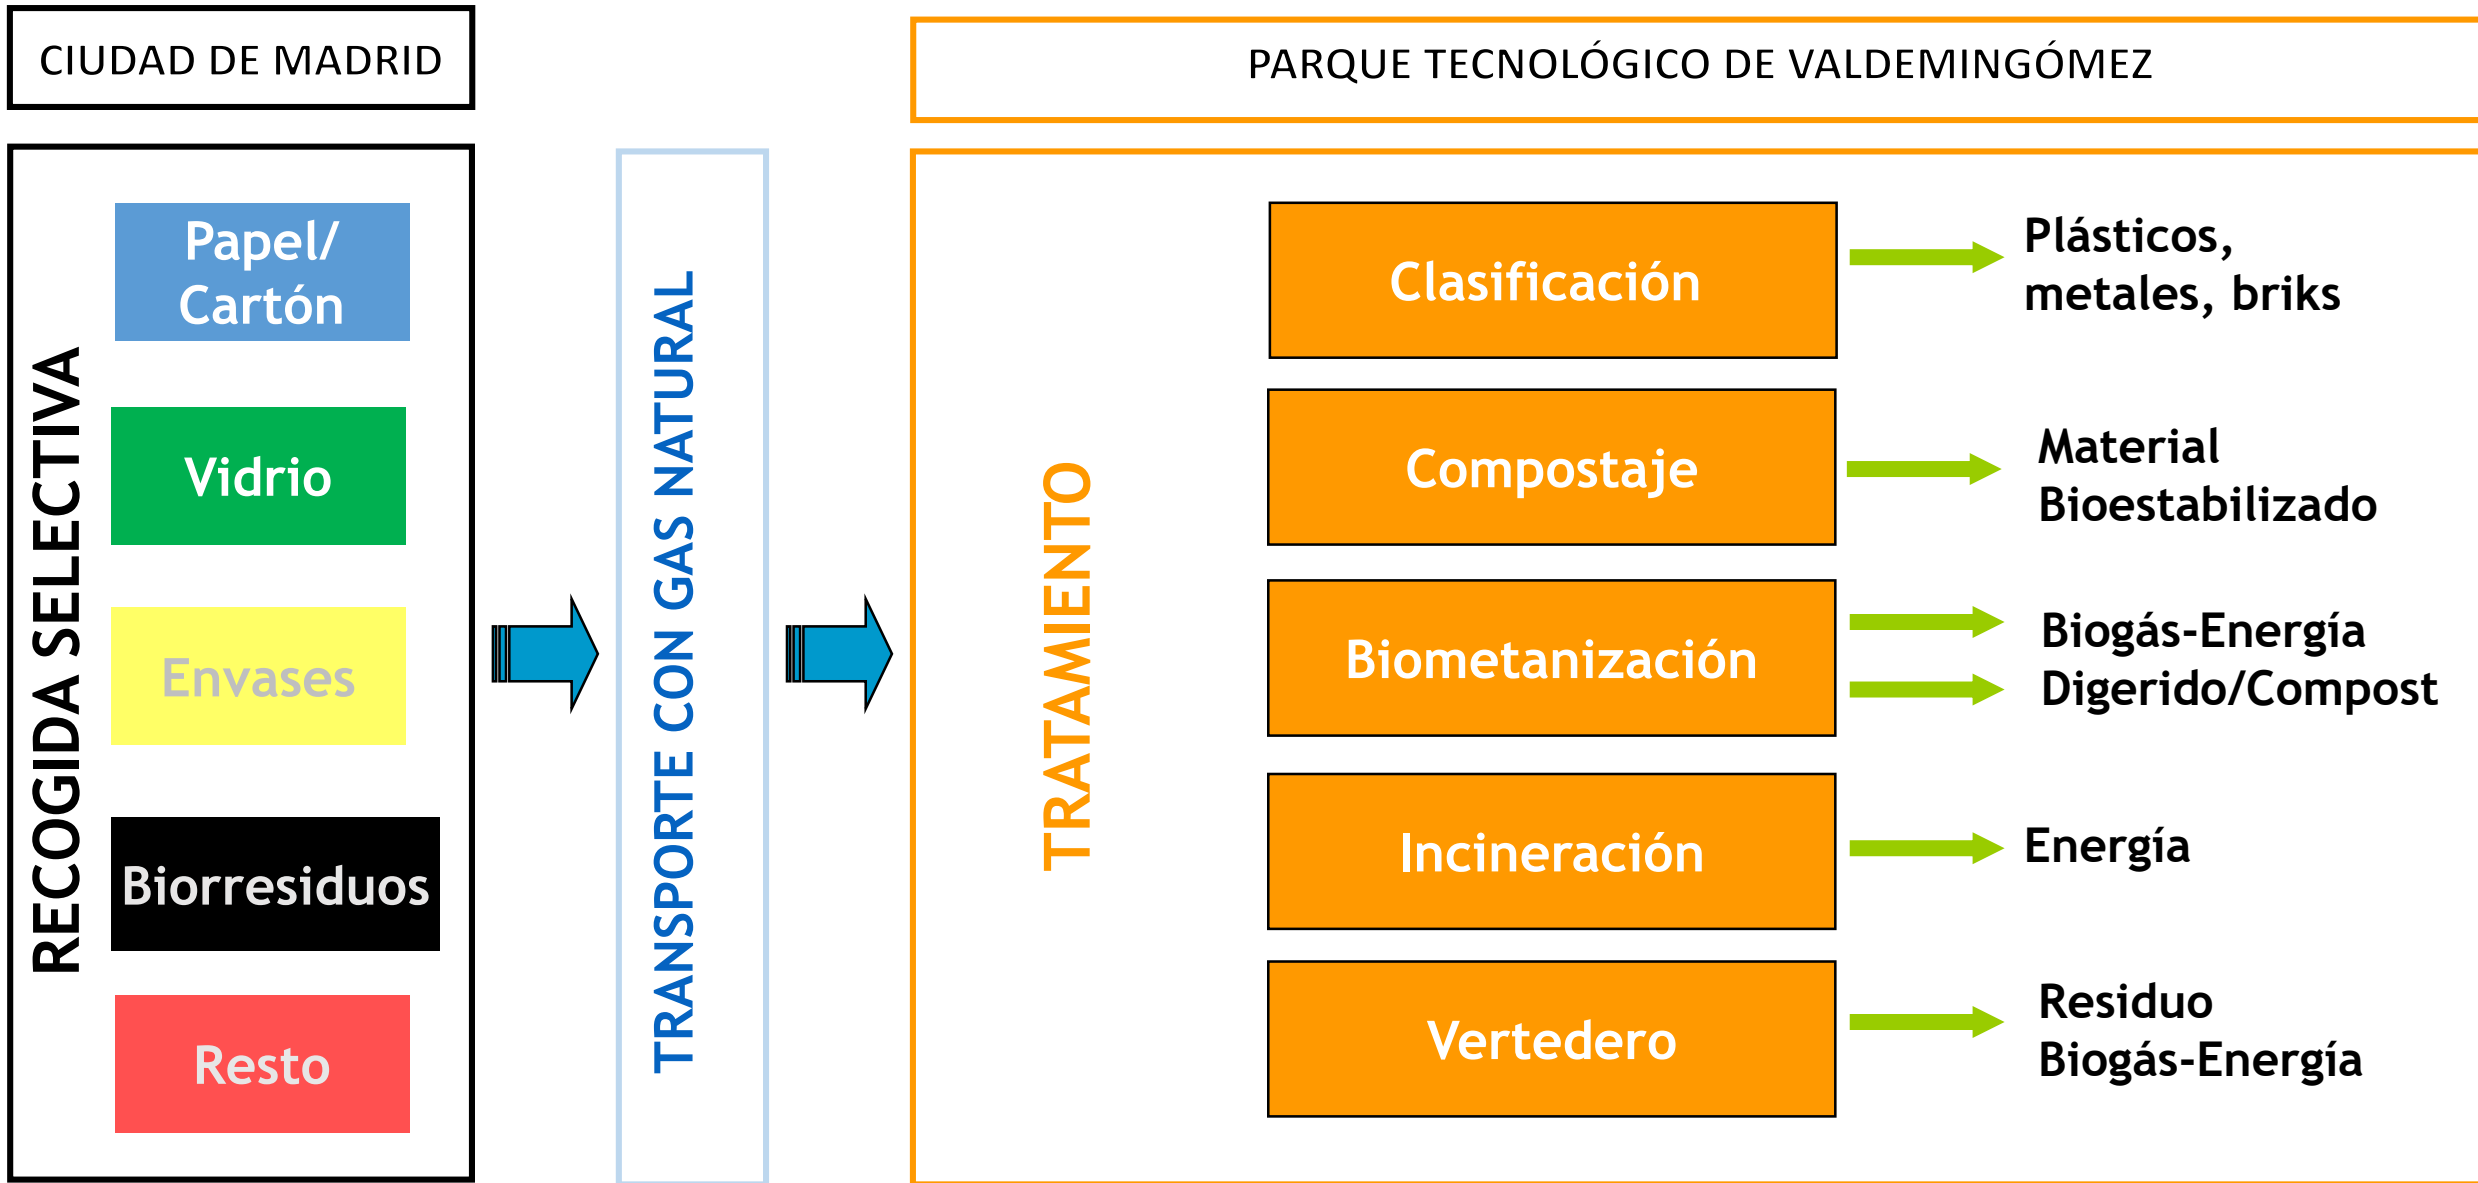 CIUDAD DE MADRID
PARQUE TECNOLÓGICO DE VALDEMINGÓMEZ
RECOGIDA SELECTIVA
Papel/
Cartón
Vidrio
Envases
Biorresiduos
Resto
TRANSPORTE CON GAS NATURAL
TRATAMIENTO
Clasificación
Plásticos,
metales, briks
Compostaje
Material
Bioestabilizado
Biometanización
Biogás-Energía
Digerido/Compost
Incineración
Energía
Vertedero
Residuo
Biogás-Energía